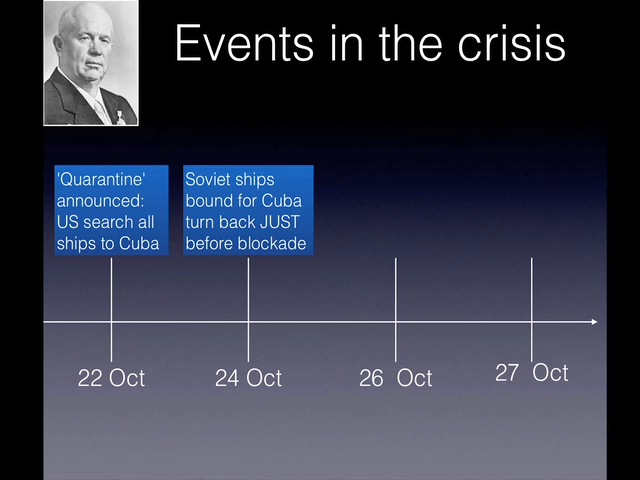 Events in the crisis
'Quarantine'
announced:
US search all
ships to Cuba
Soviet ships
bound for Cuba
turn back JUST
before blockade
22 Oct
24 Oct
26 Oct
27 Oct